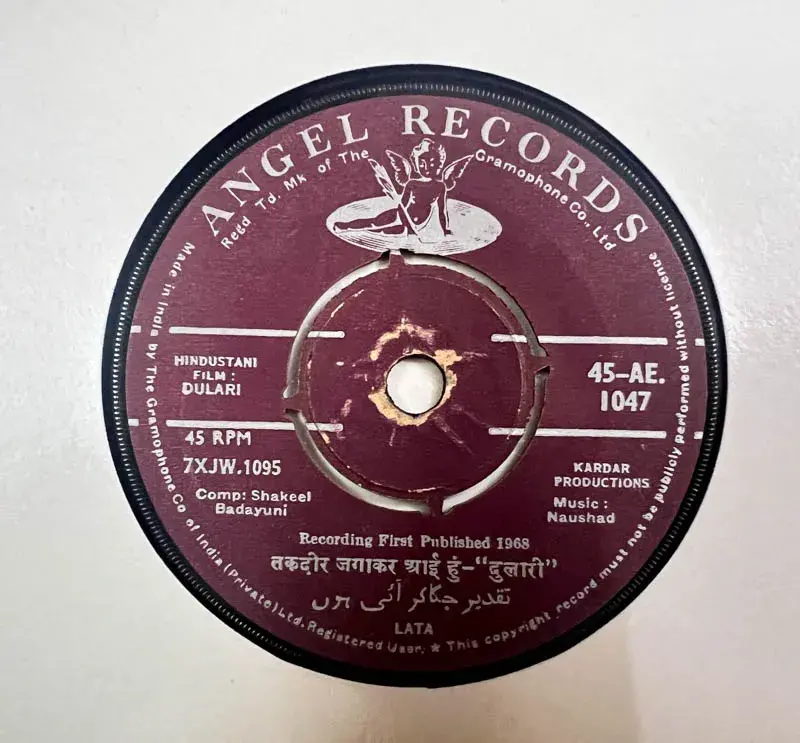 ANGEL RECORDS
Regd Td. Mk of The Gramophone Co., Ltd
HINDUSTANI
FILM :
DULARI
45-AE.
1047
45 RPM
7XJW.1095
Comp: Shakeel
Badayuni
KARDAR
PRODUCTIONS
Music :
Naushad
Recording First Published 1968
तकदीर जगाकर आई हुं-"दुलारी"
تقدیر جگاکر آئی ہوں
LATA
Made in India by The Gramophone Co of India (Private) Ltd. Registered User. ★ This copyright record must not be publicly performed without licence